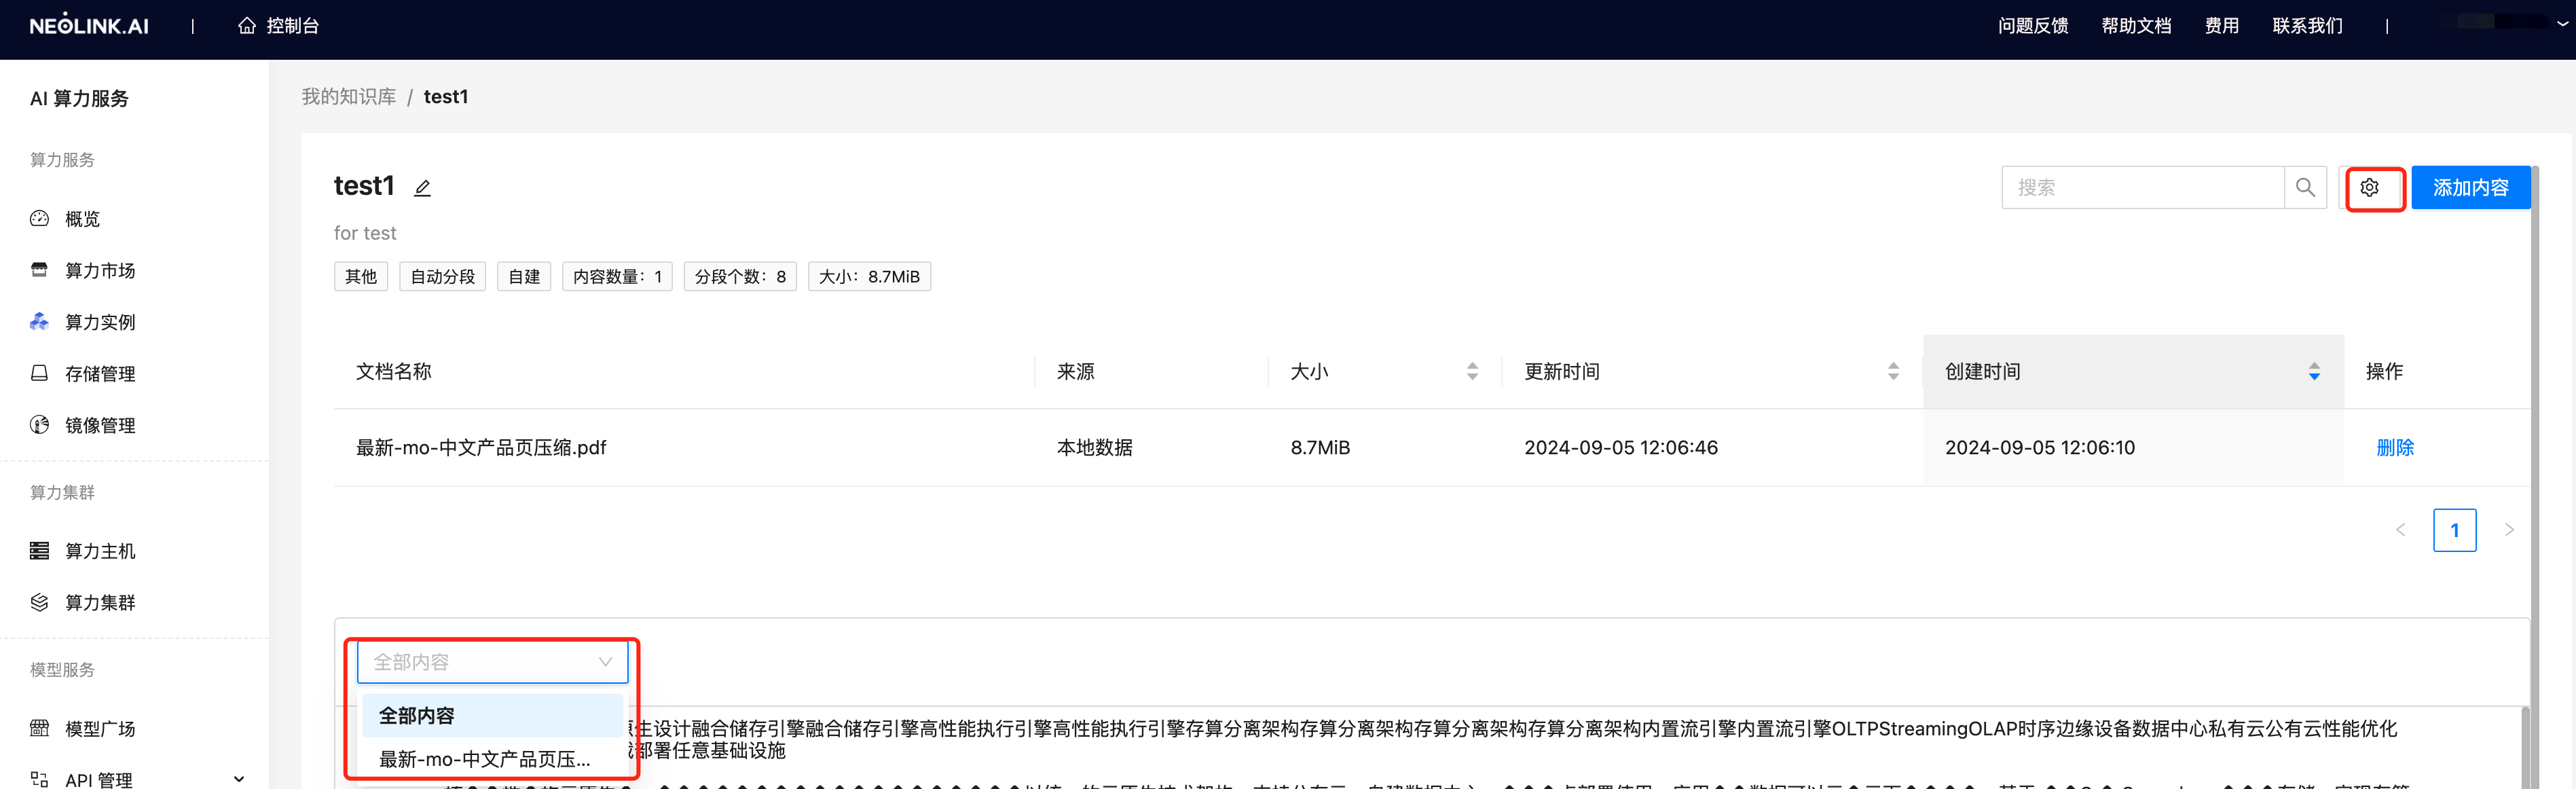 NEOLINK.AI | 控制台 问题反馈 帮助文档 费用 联系我们 |
AI 算力服务
算力服务
概览
算力市场
算力实例
存储管理
镜像管理
算力集群
算力主机
算力集群
模型服务
模型广场
API 管理
我的知识库 / test1
test1
搜索
添加内容
for test
其他 自动分段 自建 内容数量：1 分段个数：8 大小：8.7MiB
文档名称 来源 大小 更新时间 创建时间 操作
最新-mo-中文产品页压缩.pdf 本地数据 8.7MiB 2024-09-05 12:06:46 2024-09-05 12:06:10 删除
1
全部内容
全部内容
最新-mo-中文产品页压...
生设计融合储存引擎融合储存引擎高性能执行引擎高性能执行引擎存算分离架构存算分离架构存算分离架构存算分离架构内置流引擎内置流引擎OLTPStreamingOLAP时序边缘设备数据中心私有云公有云性能优化
部署任意基础设施